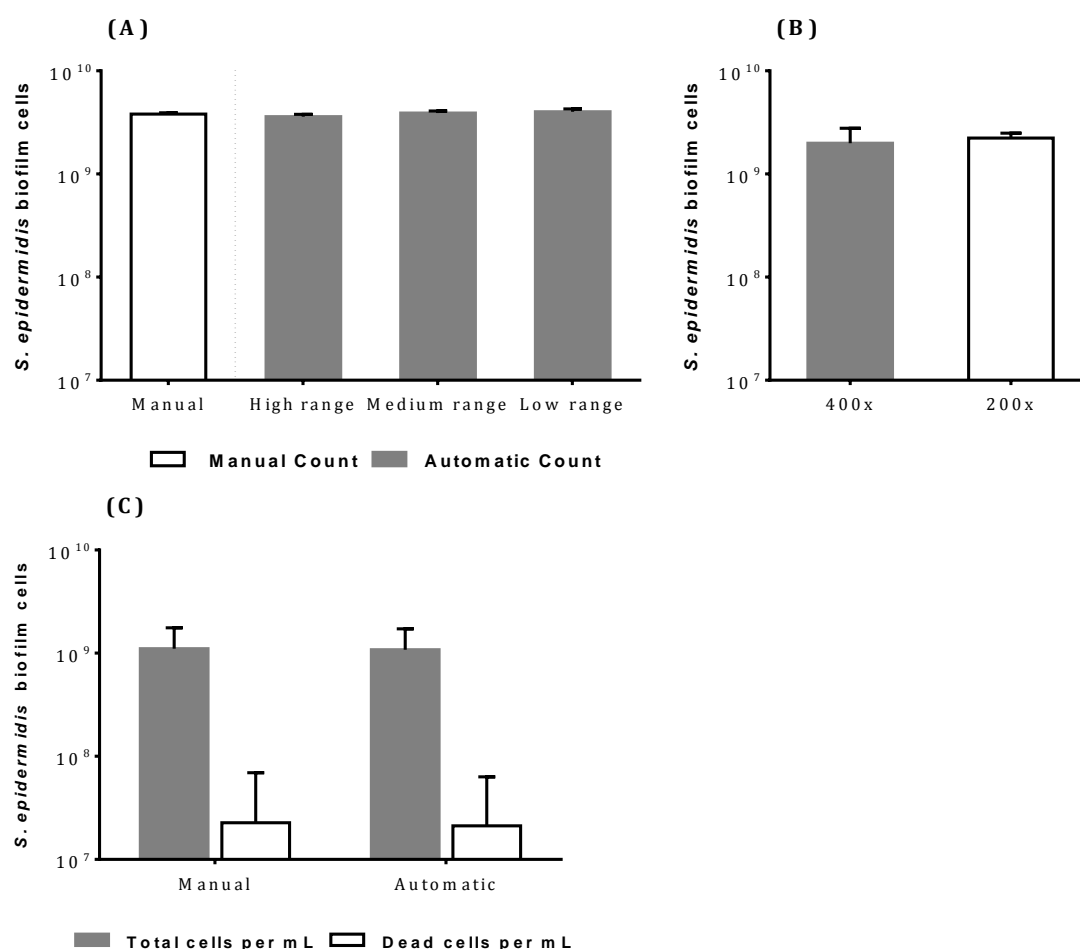 (A)
S. epidermidis biofilm cells
10^10
10^9
10^8
10^7
Manual High range Medium range Low range
Manual Count Automatic Count
(B)
S. epidermidis biofilm cells
10^10
10^9
10^8
10^7
400x 200x
(C)
S. epidermidis biofilm cells
10^10
10^9
10^8
10^7
Manual Automatic
Total cells per mL Dead cells per mL